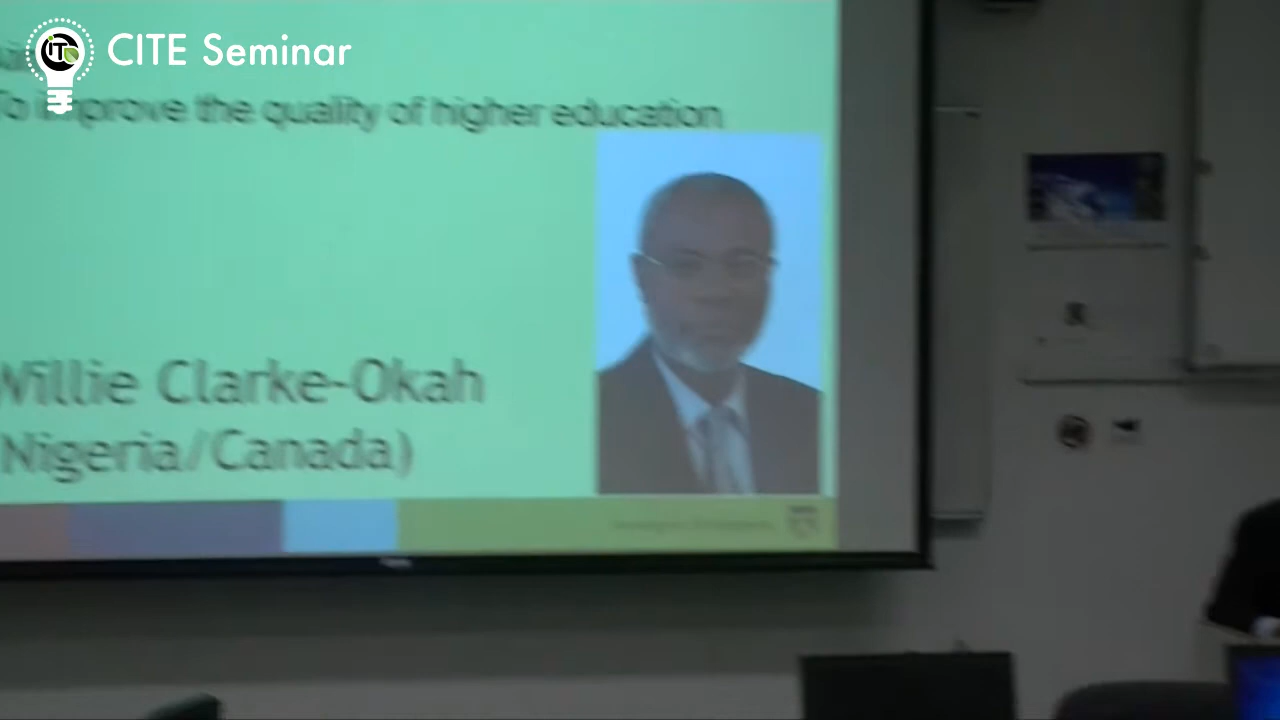 CITE Seminar
To improve the quality of higher education
Willie Clarke-Okah
(Nigeria/Canada)